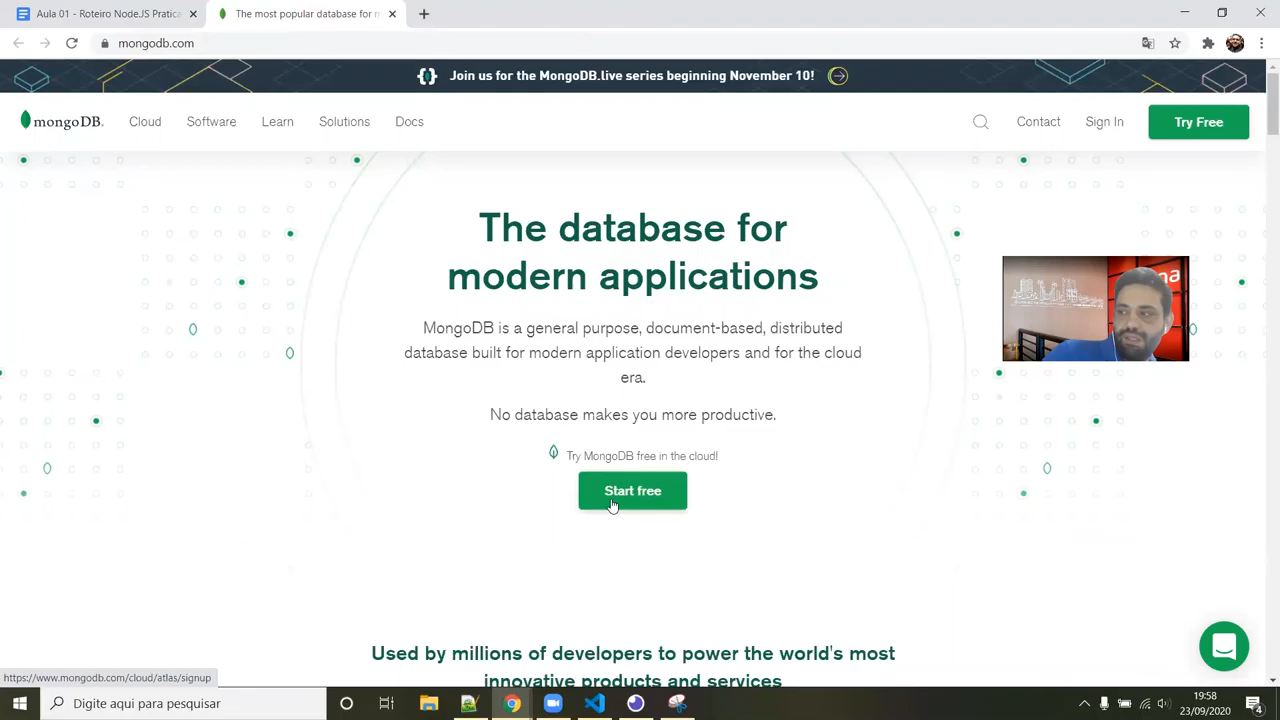 Aula 01 - Roteiro Node.JS Pratica
The most popular database for m
mongodb.com
Join us for the MongoDB.live series beginning November 10!
mongoDB.
Cloud
Software
Learn
Solutions
Docs
Contact
Sign In
Try Free
The database for
modern applications
MongoDB is a general purpose, document-based, distributed
database built for modern application developers and for the cloud
era.
na
No database makes you more productive.
Try MongoDB free in the cloud!
Start free
Used by millions of developers to power the world's most
innovative products and services
https://www.mongodb.com/cloud/atlas/signup
Digite aqui para pesquisar
19:58
23/09/2020
4